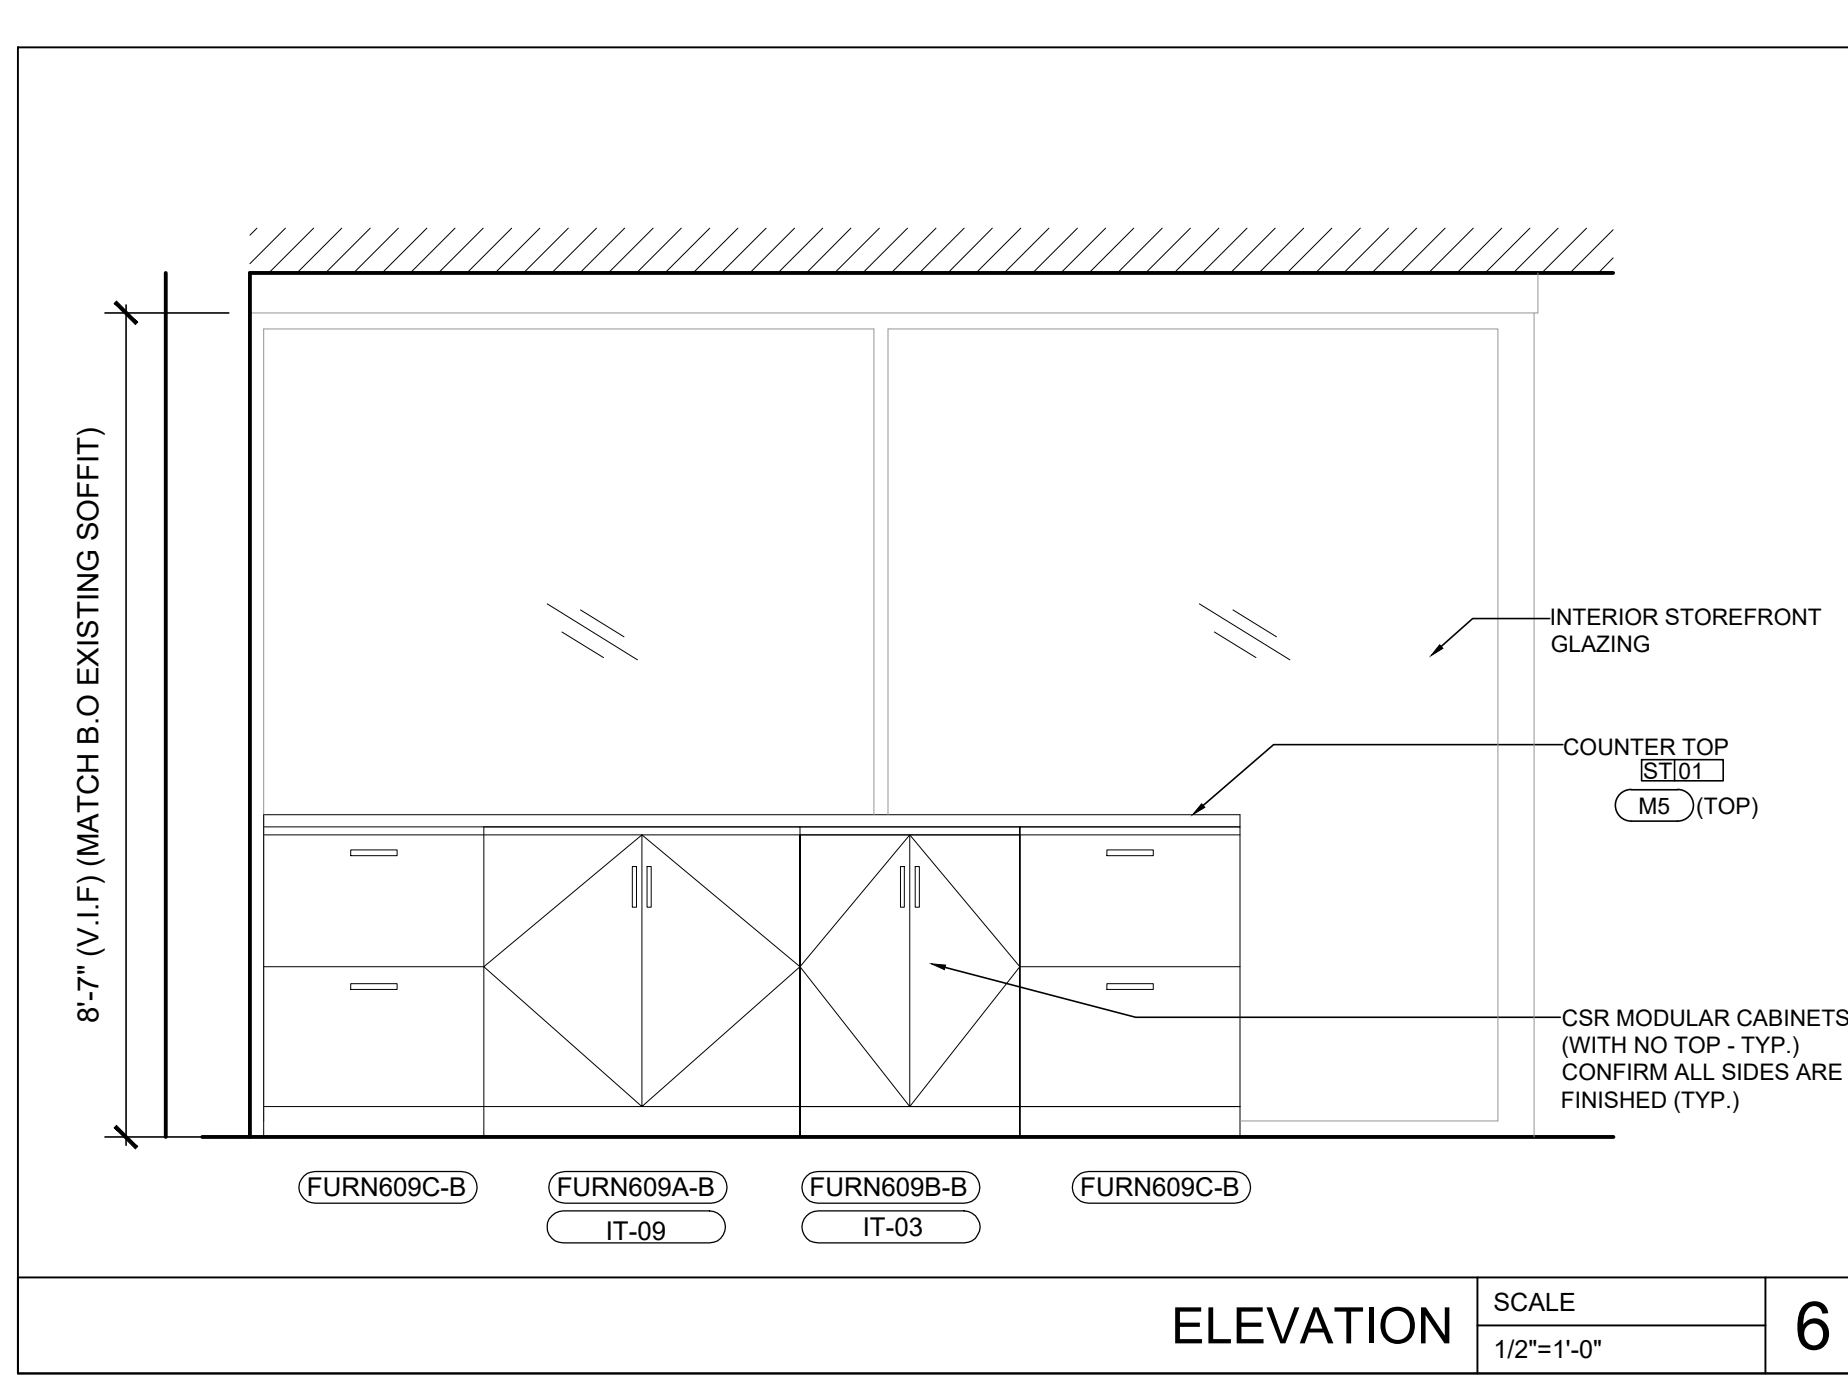 8'-7" (V.I.F) (MATCH B.O EXISTING SOFFIT)
INTERIOR STOREFRONT
GLAZING
COUNTER TOP
ST 01
M5 (TOP)
CSR MODULAR CABINETS
(WITH NO TOP - TYP.)
CONFIRM ALL SIDES ARE
FINISHED (TYP.)
FURN609C-B FURN609A-B FURN609B-B FURN609C-B
IT-09 IT-03
ELEVATION
SCALE
1/2"=1'-0"
6